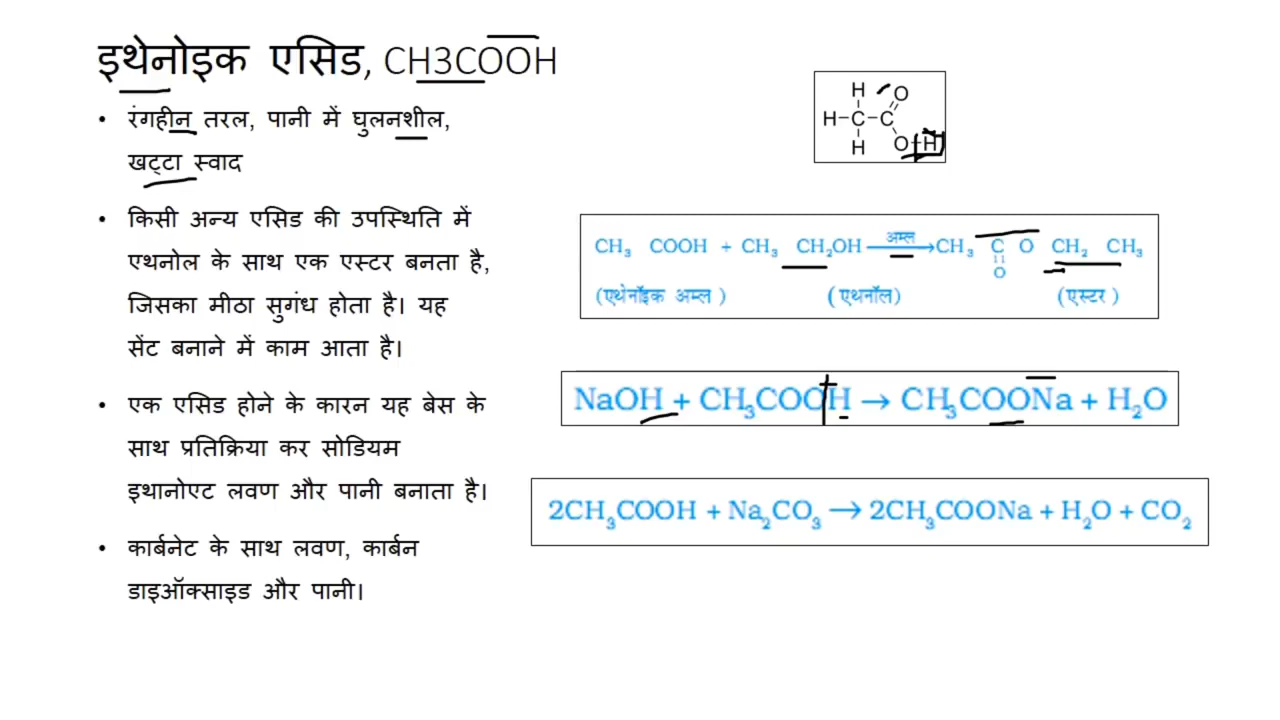 इथेनोइक एसिड, CH3COOH
• रंगहीन तरल, पानी में घुलनशील,
खट्टा स्वाद
• किसी अन्य एसिड की उपस्थिति में
एथनोल के साथ एक एस्टर बनता है,
जिसका मीठा सुगंध होता है। यह
सेंट बनाने में काम आता है।
• एक एसिड होने के कारन यह बेस के
साथ प्रतिक्रिया कर सोडियम
इथानोएट लवण और पानी बनाता है।
• कार्बनेट के साथ लवण, कार्बन
डाइऑक्साइड और पानी।
H O
H–C–C
H O–H
अम्ल
CH₃ COOH + CH₃ CH₂OH → CH₃ C O CH₂ CH₃
O
(एथेनॉइक अम्ल) (एथनॉल) (एस्टर)
NaOH + CH₃COOH → CH₃COONa + H₂O
2CH₃COOH + Na₂CO₃ → 2CH₃COONa + H₂O + CO₂